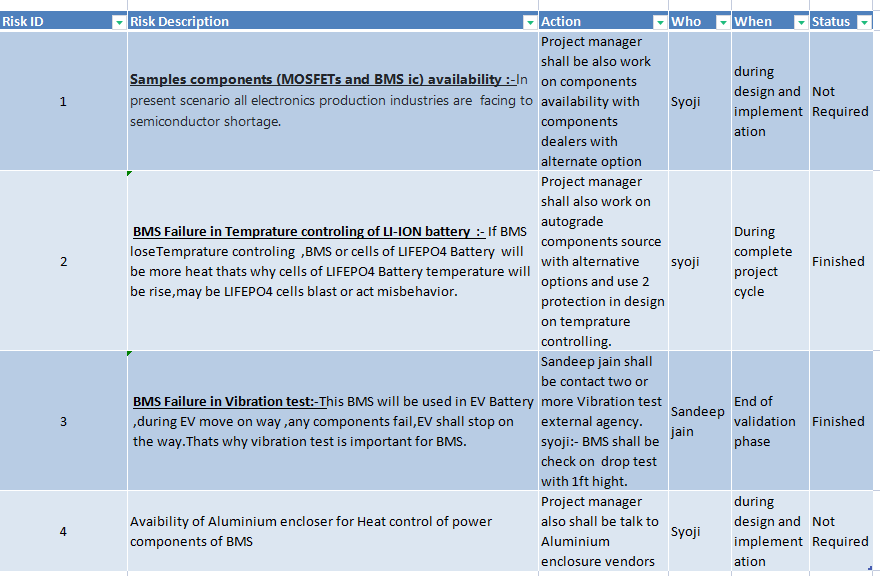 Risk ID Risk Description Action Who When Status
1
Samples components (MOSFETs and BMS ic) availability :-In
present scenario all electronics production industries are facing to
semiconductor shortage.
Project manager
shall be also work
on components
availability with
components
dealers with
alternate option
Syoji
during
design and
implement
ation
Not
Required
2
BMS Failure in Temprature controling of LI-ION battery :- If BMS
loseTemprature controling ,BMS or cells of LIFEPO4 Battery will
be more heat thats why cells of LIFEPO4 Battery temperature will
be rise,may be LIFEPO4 cells blast or act misbehavior.
Project manager
shall also work on
autograde
components source
with alternative
options and use 2
protection in design
on temprature
controlling.
syoji
During
complete
project
cycle
Finished
3
BMS Failure in Vibration test:-This BMS will be used in EV Battery
,during EV move on way ,any components fail,EV shall stop on
the way.Thats why vibration test is important for BMS.
Sandeep jain shall
be contact two or
more Vibration test
external agency.
syoji:- BMS shall be
check on drop test
with 1ft hight.
Sandeep
jain
End of
validation
phase
Finished
4
Avaibility of Aluminium encloser for Heat control of power
components of BMS
Project manager
also shall be talk to
Aluminium
enclosure vendors
Syoji
during
design and
implement
ation
Not
Required